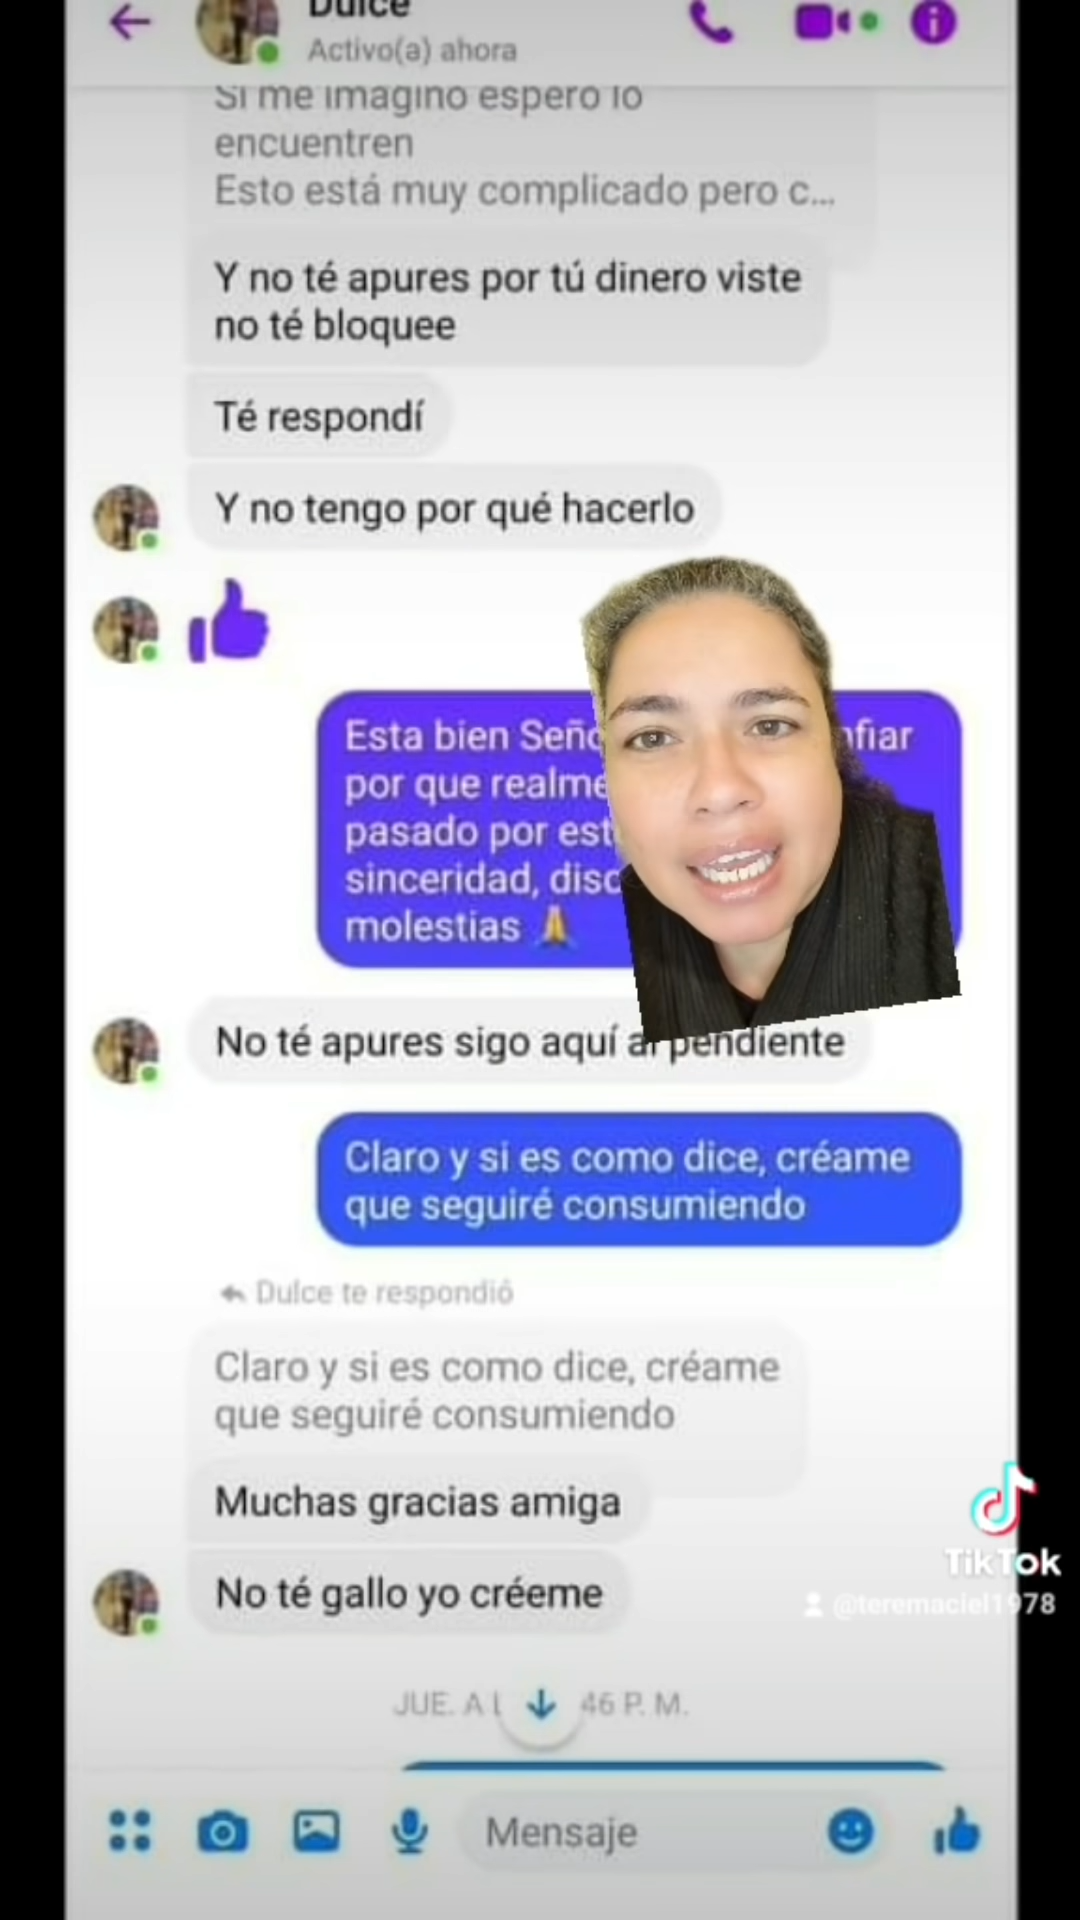 Dulce
Activo(a) ahora
Si me imagino espero lo
encuentren
Esto está muy complicado pero c...
Y no té apures por tú dinero viste
no té bloquee
Té respondí
Y no tengo por qué hacerlo
Esta bien
por que
pasado por
sinceridad,
molestias 🙏
No té apures sigo aquí al pendiente
Claro y si es como dice, créame
que seguiré consumiendo
Dulce te respondió
Claro y si es como dice, créame
que seguiré consumiendo
Muchas gracias amiga
No té gallo yo créeme
TikTok
@teremaciel1978
JUE. A L 46 P. M.
Mensaje